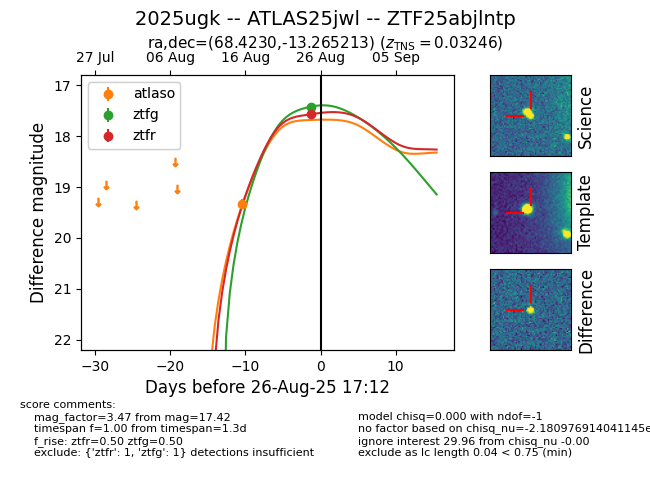 2025ugk -- ATLAS25jwl -- ZTF25abjlntp
ra,dec=(68.4230,-13.265213) (z_TNS = 0.03246)
27 Jul 06 Aug 16 Aug 26 Aug 05 Sep
atlaso
ztfg
ztfr
17
18
19
20
21
22
Difference magnitude
−30 −20 −10 0 10
Days before 26-Aug-25 17:12
Science
Template
Difference
score comments:
mag_factor=3.47 from mag=17.42
timespan f=1.00 from timespan=1.3d
f_rise: ztfr=0.50 ztfg=0.50
exclude: {'ztfr': 1, 'ztfg': 1} detections insufficient
model chisq=0.000 with ndof=-1
no factor based on chisq_nu=-2.180976914041145e
ignore interest 29.96 from chisq_nu -0.00
exclude as lc length 0.04 < 0.75 (min)